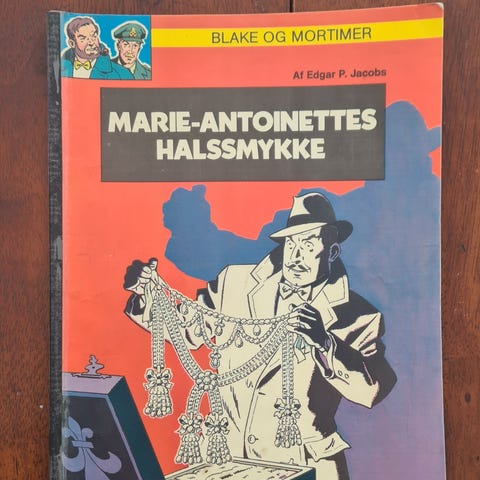 BLAKE OG MORTIMER
Af Edgar P. Jacobs
MARIE-ANTOINETTES
HALSSMYKKE